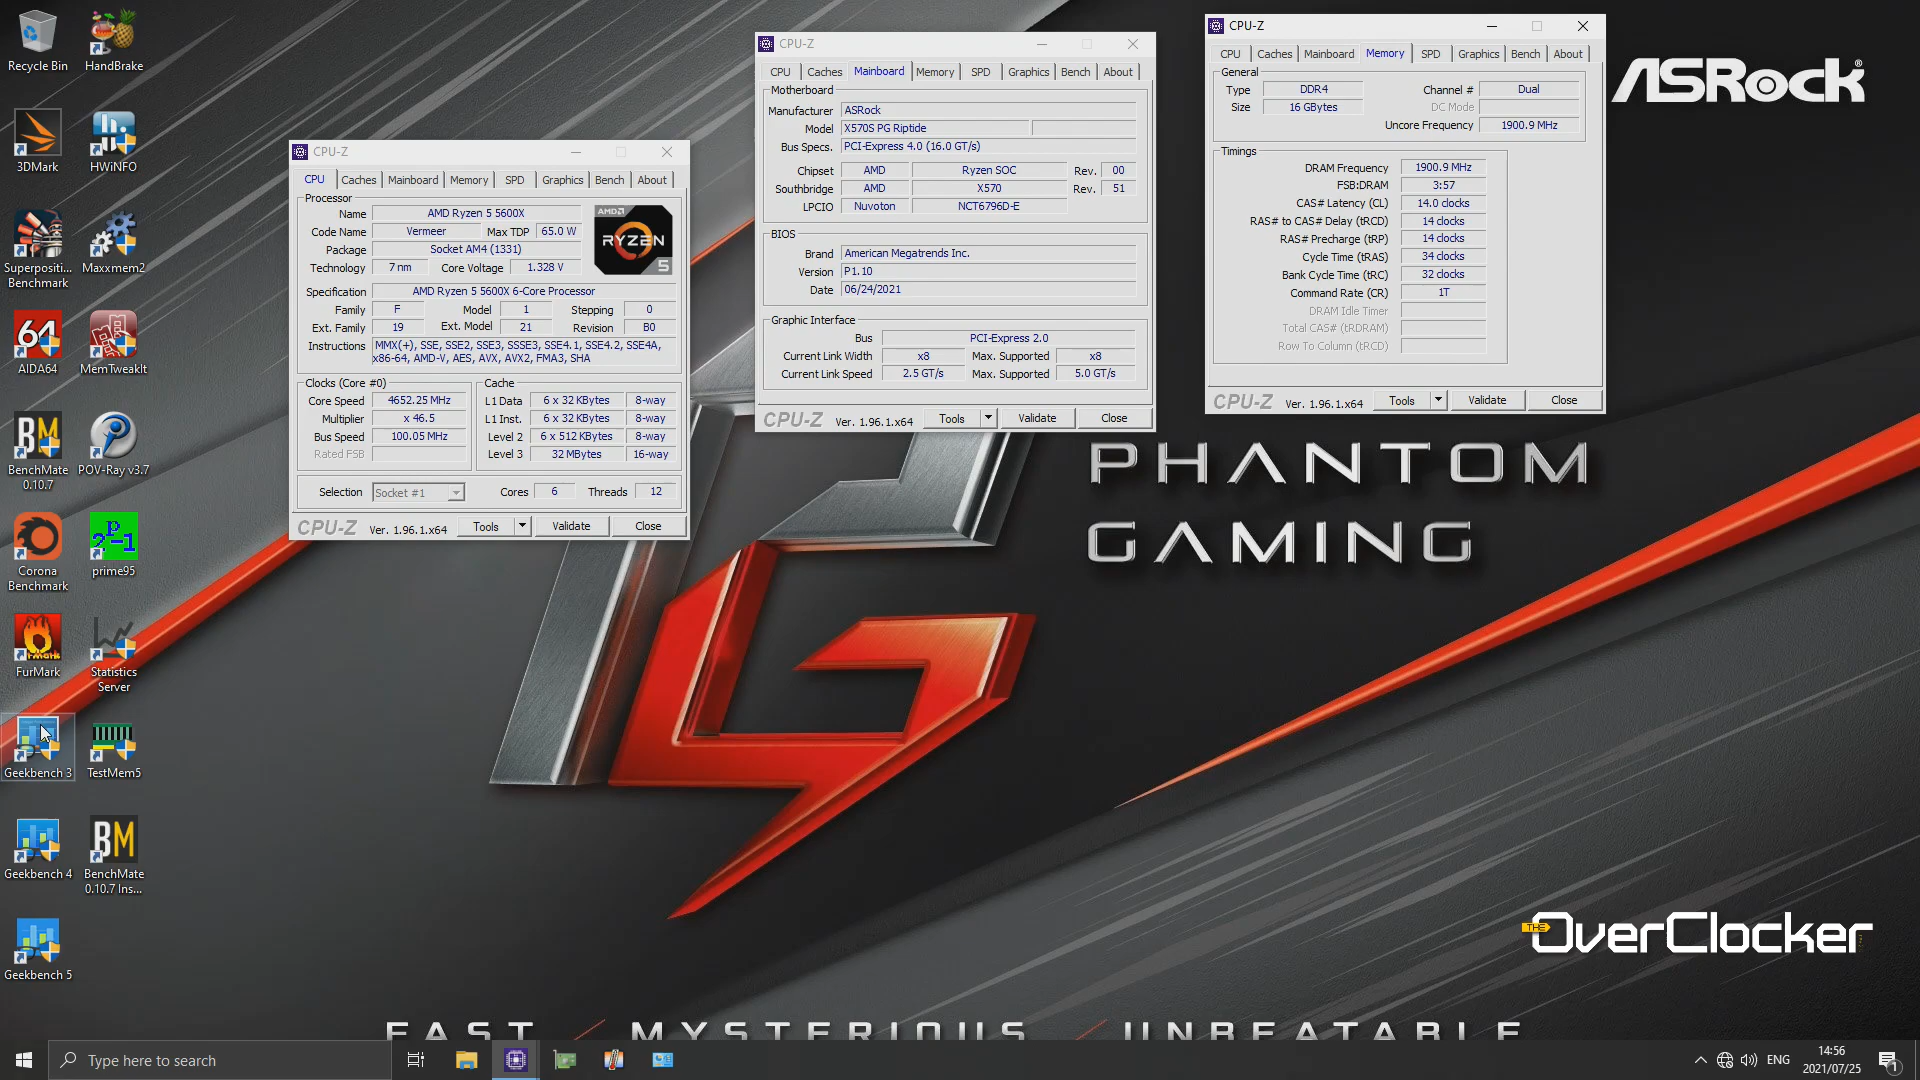 Recycle Bin
HandBrake
3DMark
HWiNFO
Superpositi...
Benchmark
Maxxmem2
64
AIDA64
MemTweakIt
BM
BenchMate
0.10.7
POV-Ray v3.7
Corona
Benchmark
prime95
FurMark
Statistics
Server
Geekbench 3
TestMem5
Geekbench 4
BM
BenchMate
0.10.7 Ins...
Geekbench 5
CPU-Z
CPU Caches Mainboard Memory SPD Graphics Bench About
Processor
Name AMD Ryzen 5 5600X
Code Name Vermeer Max TDP 65.0 W
Package Socket AM4 (1331)
Technology 7 nm Core Voltage 1.328 V
AMD
RYZEN
5
Specification AMD Ryzen 5 5600X 6-Core Processor
Family F Model 1 Stepping 0
Ext. Family 19 Ext. Model 21 Revision B0
Instructions MMX(+), SSE, SSE2, SSE3, SSSE3, SSE4.1, SSE4.2, SSE4A,
x86-64, AMD-V, AES, AVX, AVX2, FMA3, SHA
Clocks (Core #0)
Core Speed 4652.25 MHz
Multiplier x 46.5
Bus Speed 100.05 MHz
Rated FSB
Cache
L1 Data 6 x 32 KBytes 8-way
L1 Inst. 6 x 32 KBytes 8-way
Level 2 6 x 512 KBytes 8-way
Level 3 32 MBytes 16-way
Selection Socket #1 Cores 6 Threads 12
CPU-Z Ver. 1.96.1.x64 Tools Validate Close
CPU-Z
CPU Caches Mainboard Memory SPD Graphics Bench About
Motherboard
Manufacturer ASRock
Model X570S PG Riptide
Bus Specs. PCI-Express 4.0 (16.0 GT/s)
Chipset AMD Ryzen SOC Rev. 00
Southbridge AMD X570 Rev. 51
LPCIO Nuvoton NCT6796D-E
BIOS
Brand American Megatrends Inc.
Version P1.10
Date 06/24/2021
Graphic Interface
Bus PCI-Express 2.0
Current Link Width x8 Max. Supported x8
Current Link Speed 2.5 GT/s Max. Supported 5.0 GT/s
CPU-Z Ver. 1.96.1.x64 Tools Validate Close
CPU-Z
CPU Caches Mainboard Memory SPD Graphics Bench About
General
Type DDR4 Channel # Dual
Size 16 GBytes DC Mode
Uncore Frequency 1900.9 MHz
Timings
DRAM Frequency 1900.9 MHz
FSB:DRAM 3:57
CAS# Latency (CL) 14.0 clocks
RAS# to CAS# Delay (tRCD) 14 clocks
RAS# Precharge (tRP) 14 clocks
Cycle Time (tRAS) 34 clocks
Bank Cycle Time (tRC) 32 clocks
Command Rate (CR) 1T
DRAM Idle Timer
Total CAS# (tRDRAM)
Row To Column (tRCD)
CPU-Z Ver. 1.96.1.x64 Tools Validate Close
ASRock®
PHANTOM
GAMING
THE OverClocker
FAST / MYSTERIOUS / UNBEATABLE
Type here to search
ENG
14:56
2021/07/25
1